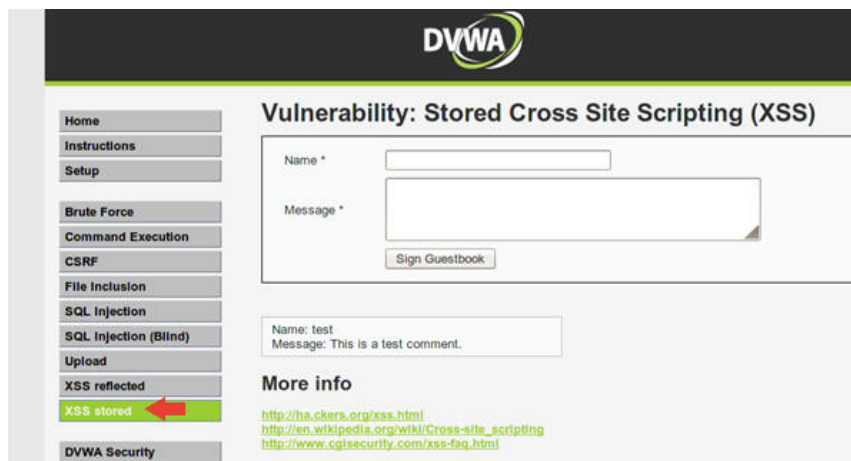 DVWA
Home
Instructions
Setup
Brute Force
Command Execution
CSRF
File Inclusion
SQL Injection
SQL Injection (Blind)
Upload
XSS reflected
XSS stored
DVWA Security
Vulnerability: Stored Cross Site Scripting (XSS)
Name *
Message *
Sign Guestbook
Name: test
Message: This is a test comment.
More info
http://ha.ckers.org/xss.html
http://en.wikipedia.org/wiki/Cross-site_scripting
http://www.cgisecurity.com/xss-faq.html